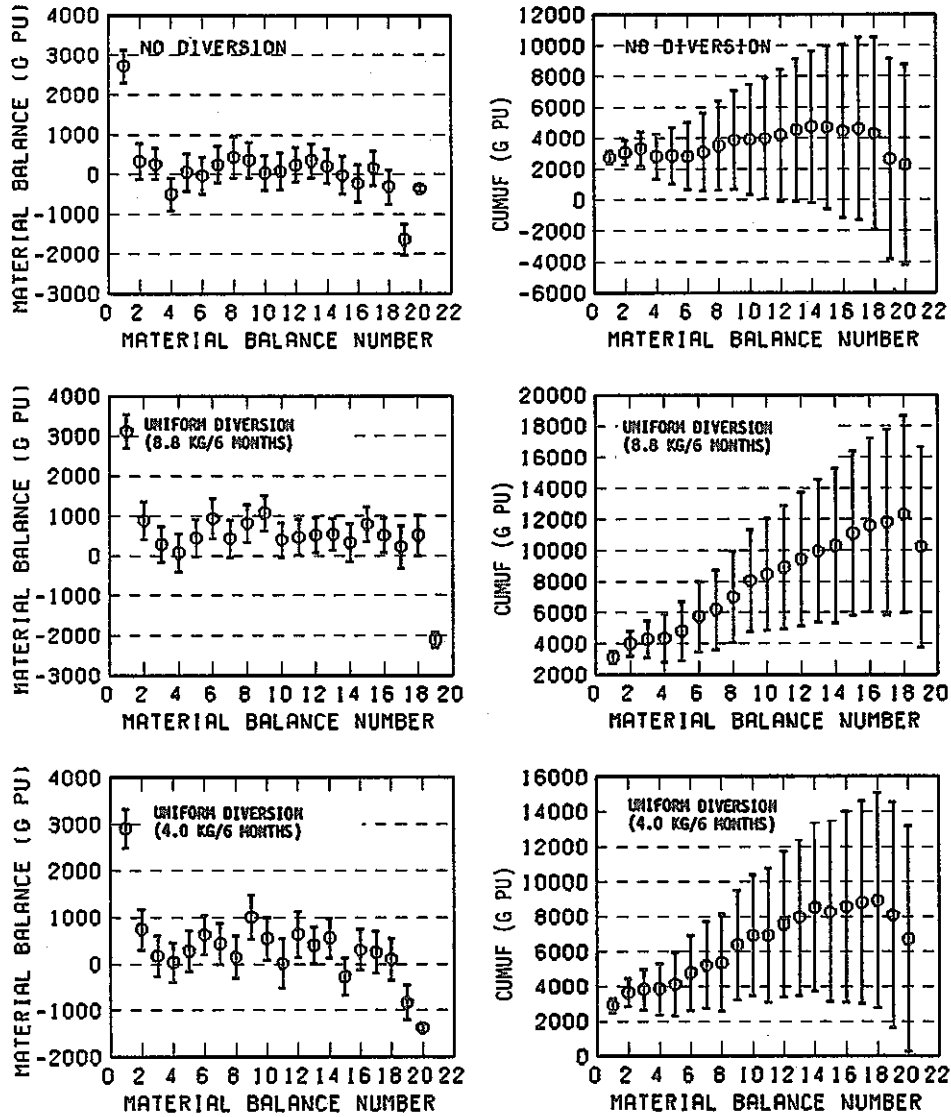 MATERIAL BALANCE (G PU)
4000
3000
2000
1000
0
-1000
-2000
-3000
NO DIVERSION
0 2 4 6 8 10 12 14 16 18 20 22
MATERIAL BALANCE NUMBER
CUMUF (G PU)
12000
10000
8000
6000
4000
2000
0
-2000
-4000
-6000
NO DIVERSION
0 2 4 6 8 10 12 14 16 18 20 22
MATERIAL BALANCE NUMBER
MATERIAL BALANCE (G PU)
4000
3000
2000
1000
0
-1000
-2000
-3000
UNIFORM DIVERSION
(8.8 KG/6 MONTHS)
0 2 4 6 8 10 12 14 16 18 20
MATERIAL BALANCE NUMBER
CUMUF (G PU)
20000
18000
16000
14000
12000
10000
8000
6000
4000
2000
UNIFORM DIVERSION
(8.8 KG/6 MONTHS)
0 2 4 6 8 10 12 14 16 18 20
MATERIAL BALANCE NUMBER
MATERIAL BALANCE (G PU)
4000
3000
2000
1000
0
-1000
-2000
UNIFORM DIVERSION
(4.0 KG/6 MONTHS)
0 2 4 6 8 10 12 14 16 18 20 22
MATERIAL BALANCE NUMBER
CUMUF (G PU)
16000
14000
12000
10000
8000
6000
4000
2000
0
UNIFORM DIVERSION
(4.0 KG/6 MONTHS)
0 2 4 6 8 10 12 14 16 18 20 22
MATERIAL BALANCE NUMBER